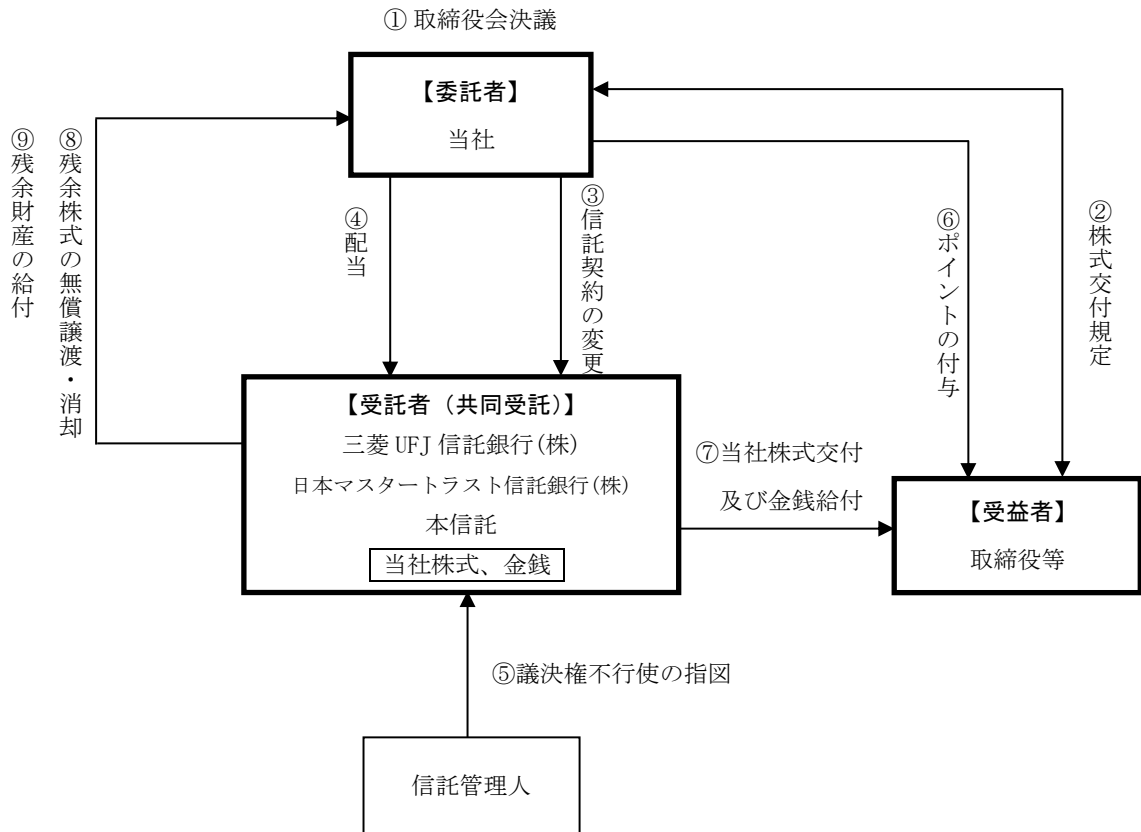 ①取締役会決議
【委託者】
当社
⑨残余財産の給付
⑧残余株式の無償譲渡・消却
④配当
③信託契約の変更
⑥ポイントの付与
②株式交付規定
【受託者（共同受託）】
三菱UFJ信託銀行(株)
日本マスタートラスト信託銀行(株)
本信託
当社株式、金銭
⑦当社株式交付
及び金銭給付
【受益者】
取締役等
⑤議決権不行使の指図
信託管理人